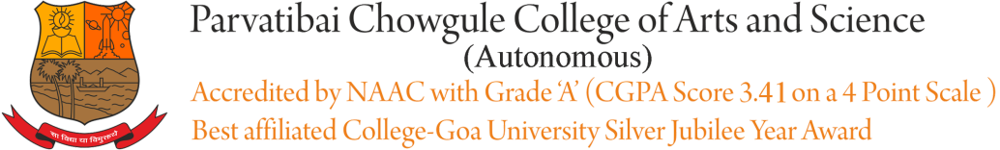 Parvatibai Chowgule College of Arts and Science
(Autonomous)
Accredited by NAAC with Grade ‘A’ (CGPA Score 3.41 on a 4 Point Scale )
Best affiliated College-Goa University Silver Jubilee Year Award
सा विद्या या विमुक्तये